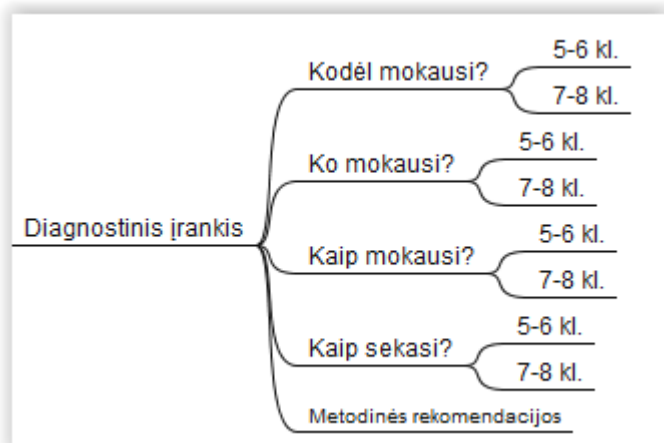 Diagnostinis įrankis
Kodėl mokausi?
5-6 kl.
7-8 kl.
Ko mokausi?
5-6 kl.
7-8 kl.
Kaip mokausi?
5-6 kl.
7-8 kl.
Kaip sekasi?
5-6 kl.
7-8 kl.
Metodinės rekomendacijos